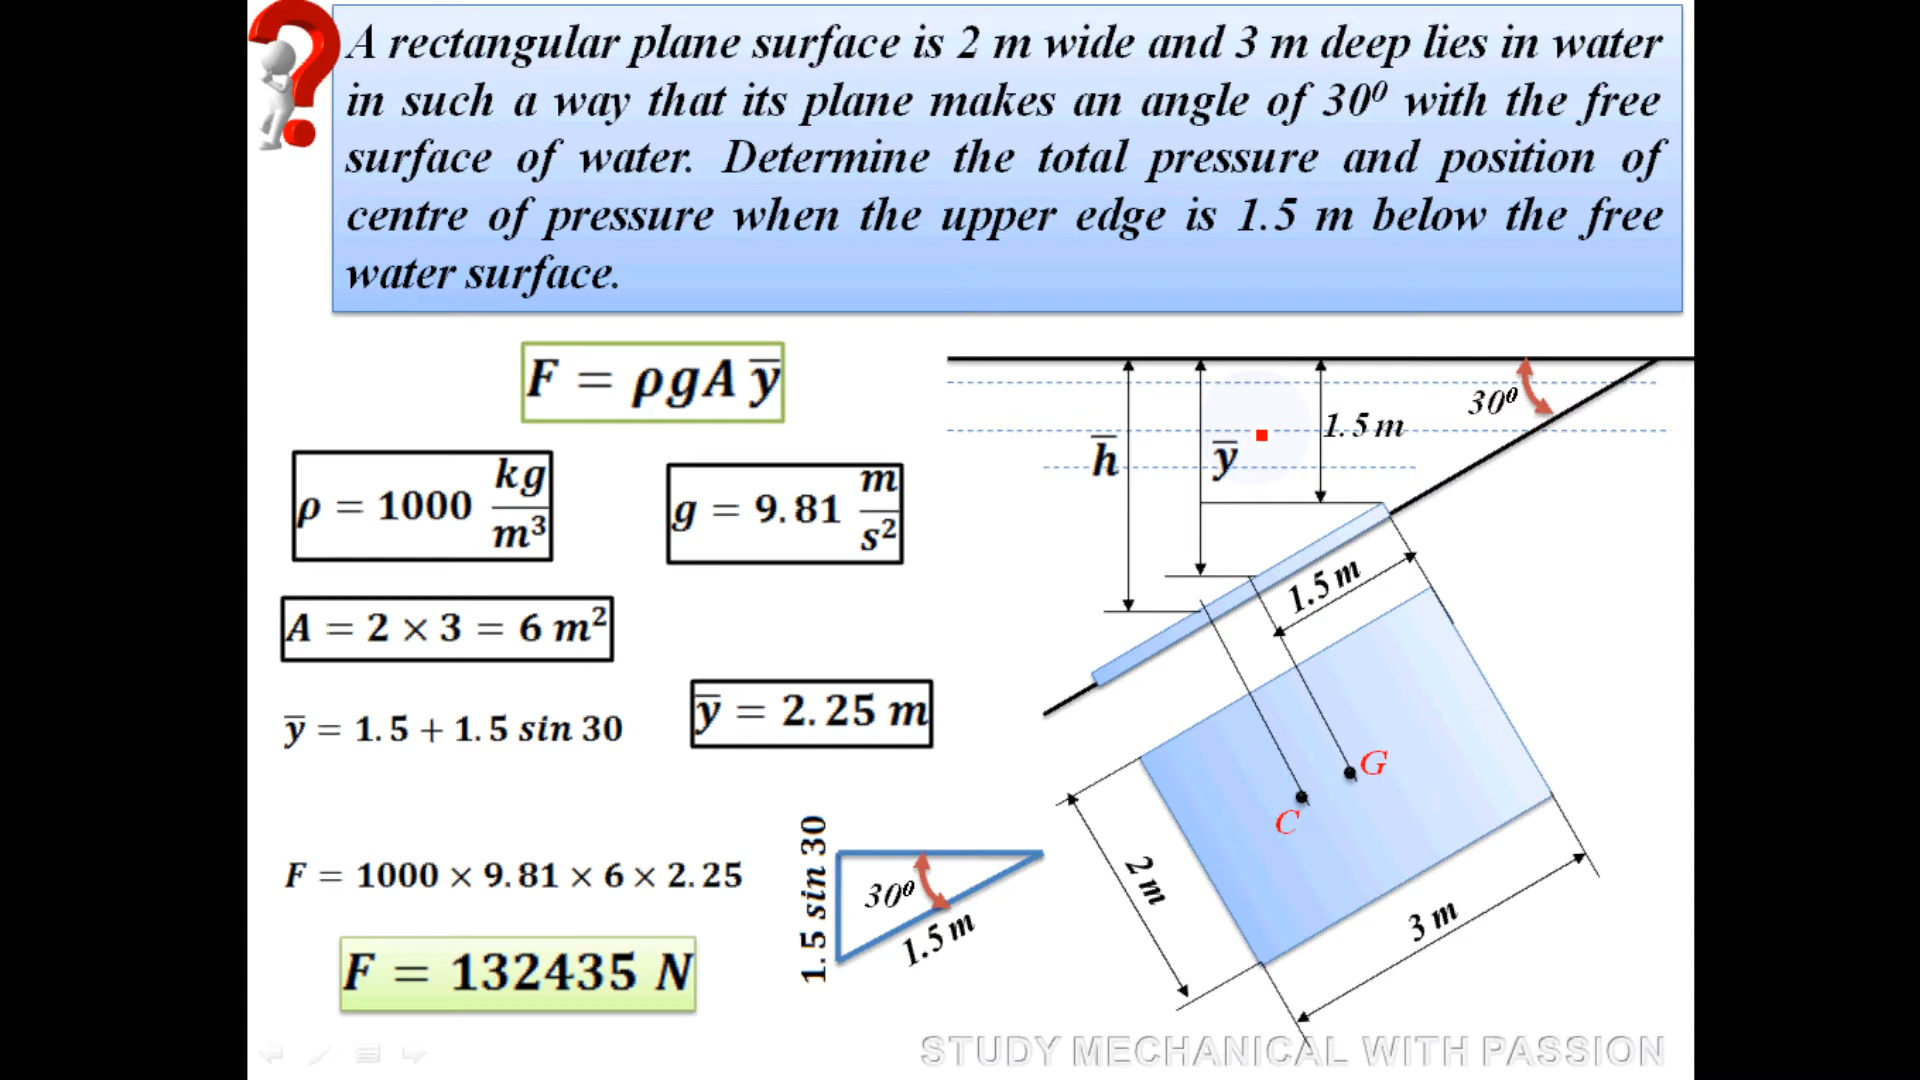 A rectangular plane surface is 2 m wide and 3 m deep lies in water
in such a way that its plane makes an angle of 30⁰ with the free
surface of water. Determine the total pressure and position of
centre of pressure when the upper edge is 1.5 m below the free
water surface.
F = ρgA y̅
ρ = 1000 kg/m³
g = 9.81 m/s²
A = 2 × 3 = 6 m²
y̅ = 1.5 + 1.5 sin 30
y̅ = 2.25 m
F = 1000 × 9.81 × 6 × 2.25
F = 132435 N
1.5 sin 30
30⁰
1.5 m
h̅
y̅
1.5 m
30⁰
1.5 m
G
C
2 m
3 m
STUDY MECHANICAL WITH PASSION